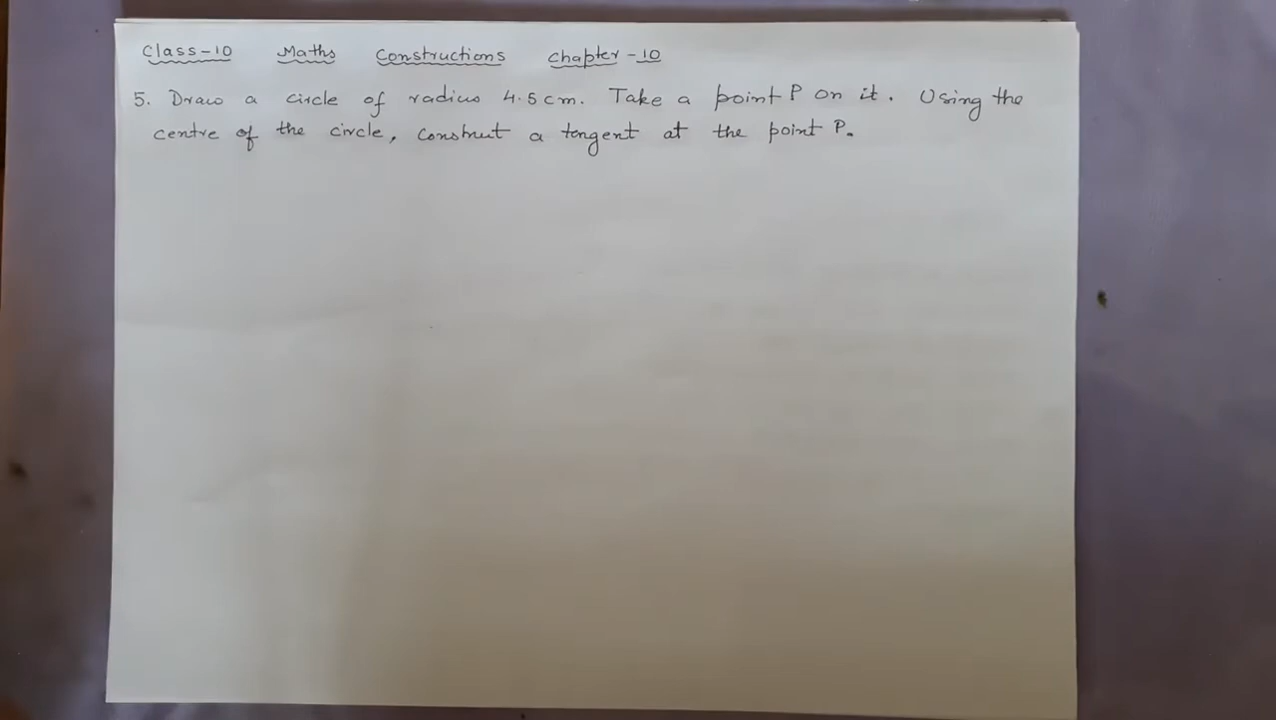 Class-10 Maths Constructions chapter-10
5. Draw a circle of radius 4.5cm. Take a point P on it. Using the
centre of the circle, construct a tangent at the point P.